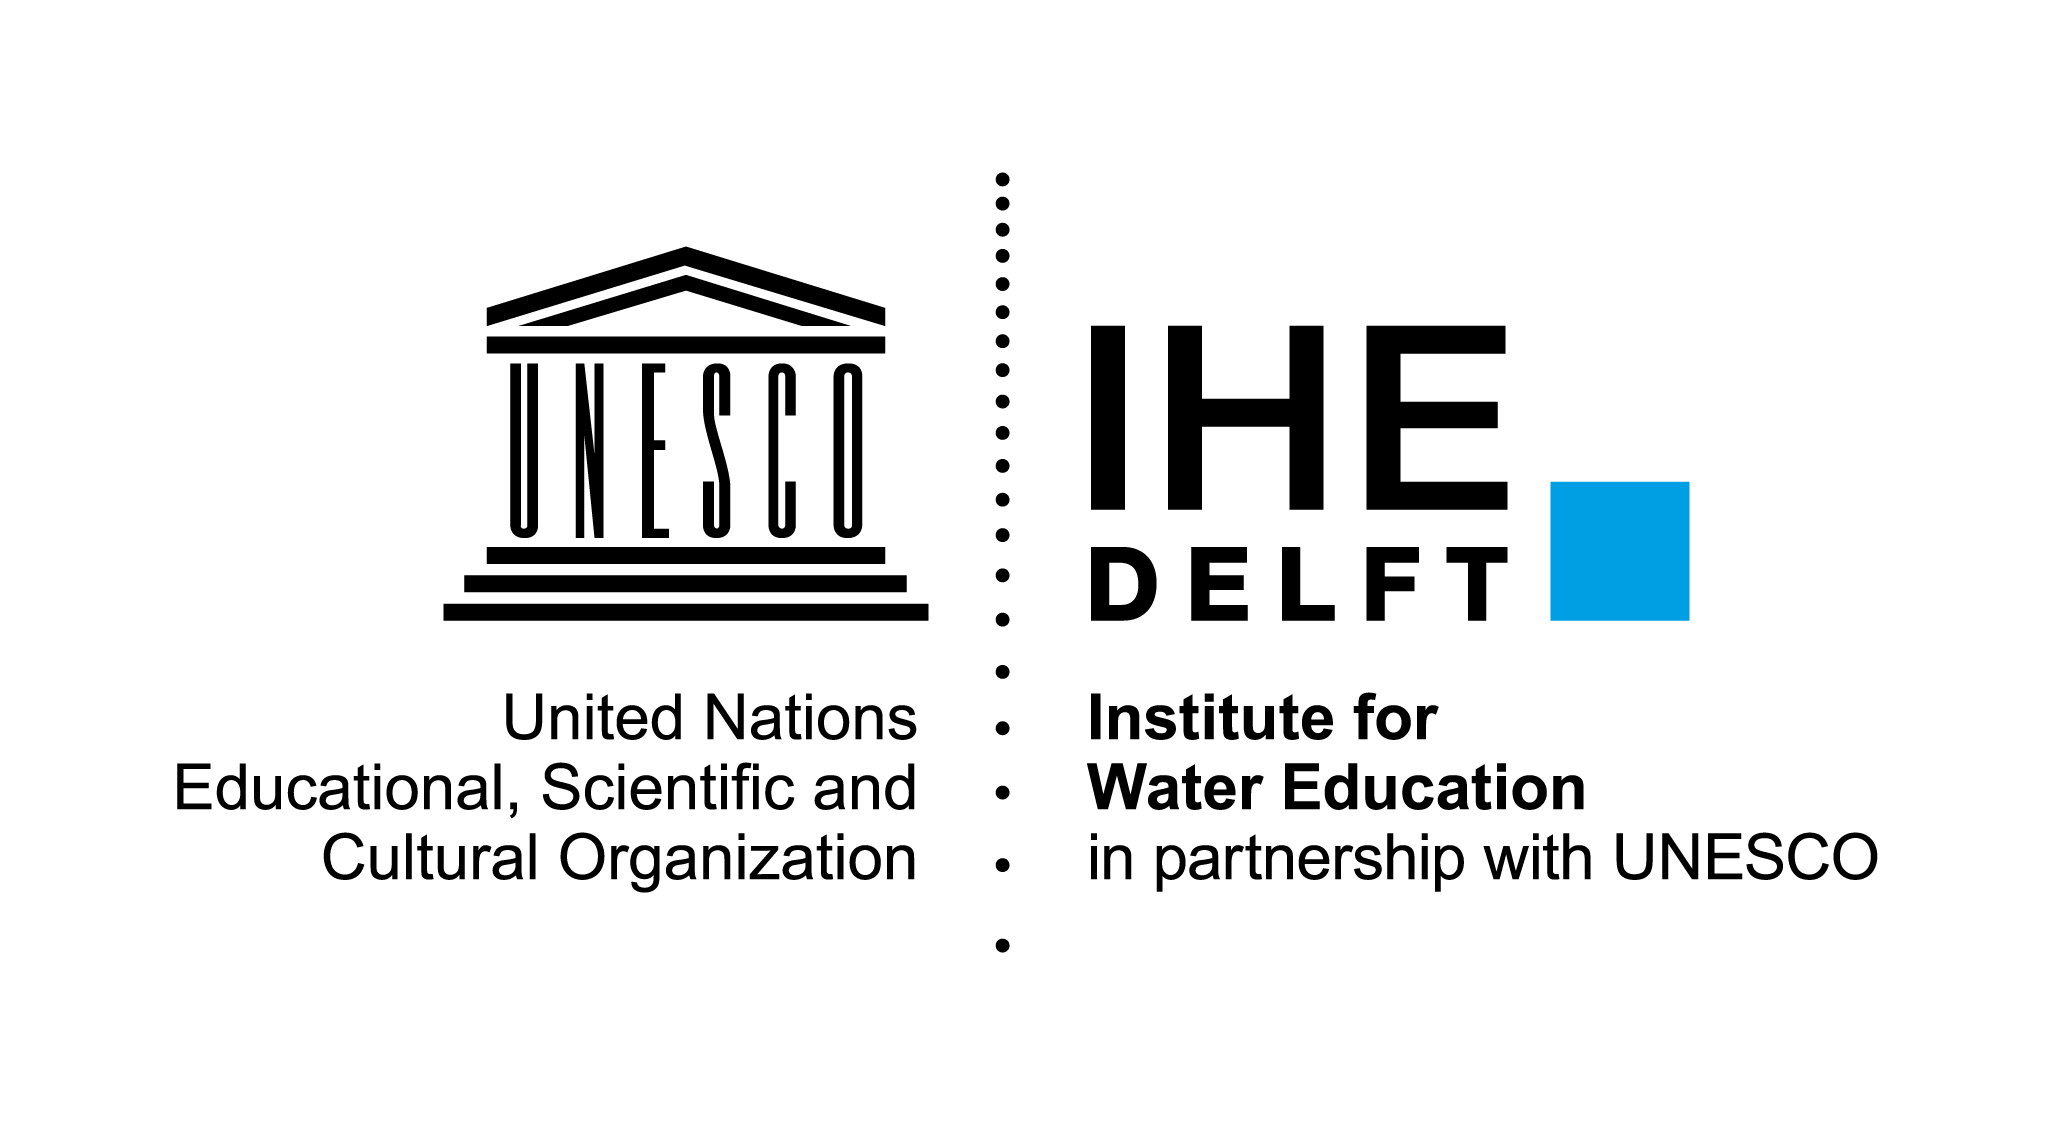 UNESCO
United Nations
Educational, Scientific and
Cultural Organization
IHE
DELFT
Institute for
Water Education
in partnership with UNESCO